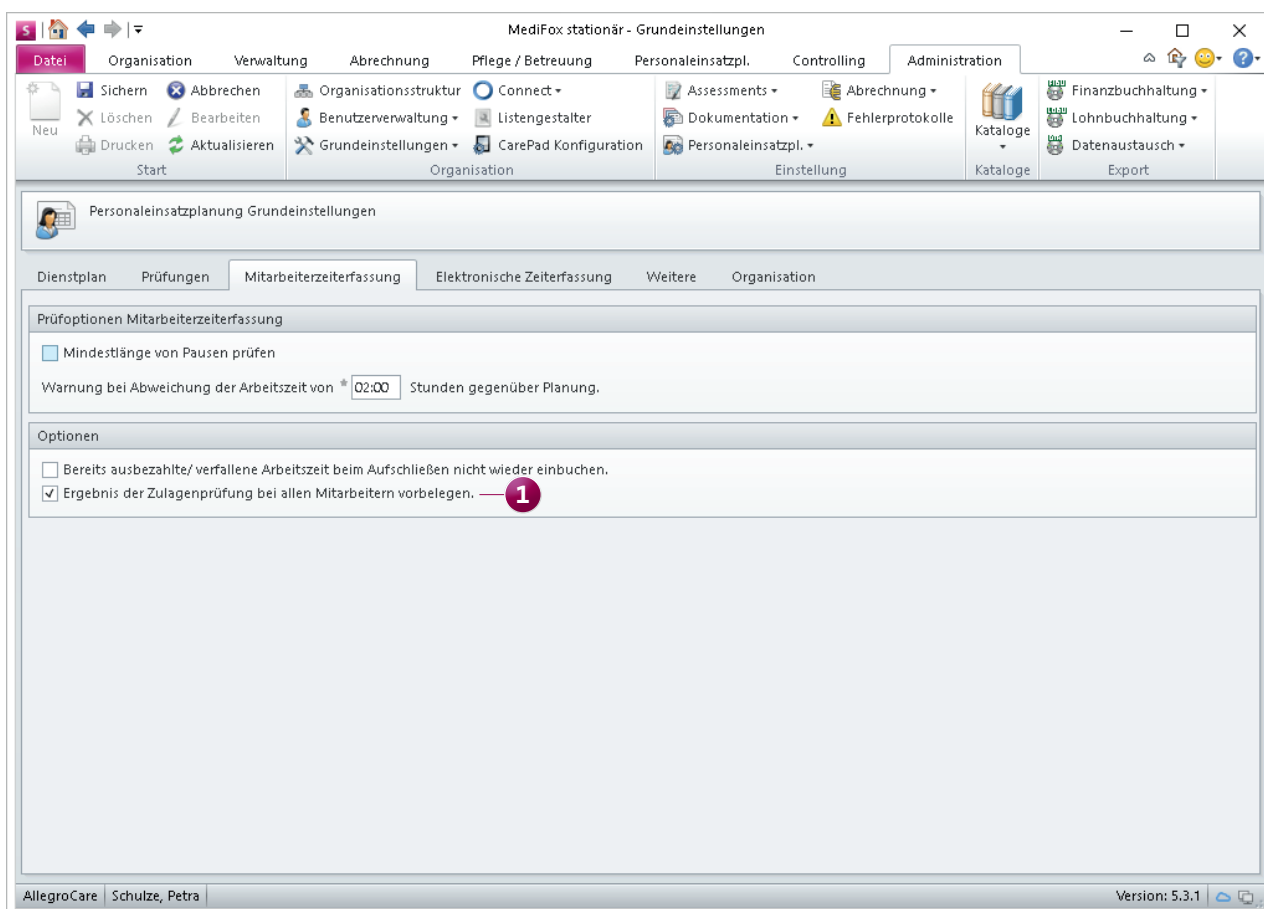 S
MediFox stationär - Grundeinstellungen
Datei Organisation Verwaltung Abrechnung Pflege / Betreuung Personaleinsatzpl. Controlling Administration
Neu
Sichern Abbrechen
Löschen Bearbeiten
Drucken Aktualisieren
Start
Organisationsstruktur Connect
Benutzerverwaltung Listengestalter
Grundeinstellungen CarePad Konfiguration
Organisation
Assessments Abrechnung
Dokumentation Fehlerprotokolle
Personaleinsatzpl.
Einstellung
Kataloge
Kataloge
Finanzbuchhaltung
Lohnbuchhaltung
Datenaustausch
Export
Personaleinsatzplanung Grundeinstellungen
Dienstplan Prüfungen Mitarbeiterzeiterfassung Elektronische Zeiterfassung Weitere Organisation
Prüfoptionen Mitarbeiterzeiterfassung
Mindestlänge von Pausen prüfen
Warnung bei Abweichung der Arbeitszeit von * 02:00 Stunden gegenüber Planung.
Optionen
Bereits ausbezahlte/ verfallene Arbeitszeit beim Aufschließen nicht wieder einbuchen.
Ergebnis der Zulagenprüfung bei allen Mitarbeitern vorbelegen. 1
AllegroCare Schulze, Petra Version: 5.3.1